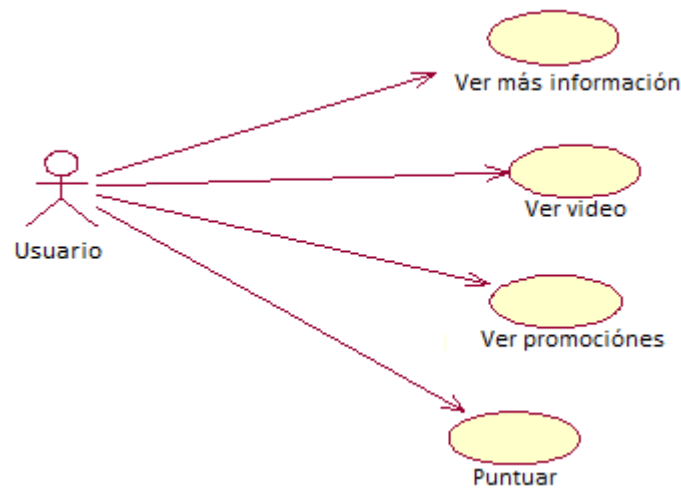 Ver más información
Ver video
Usuario
Ver promociónes
Puntuar